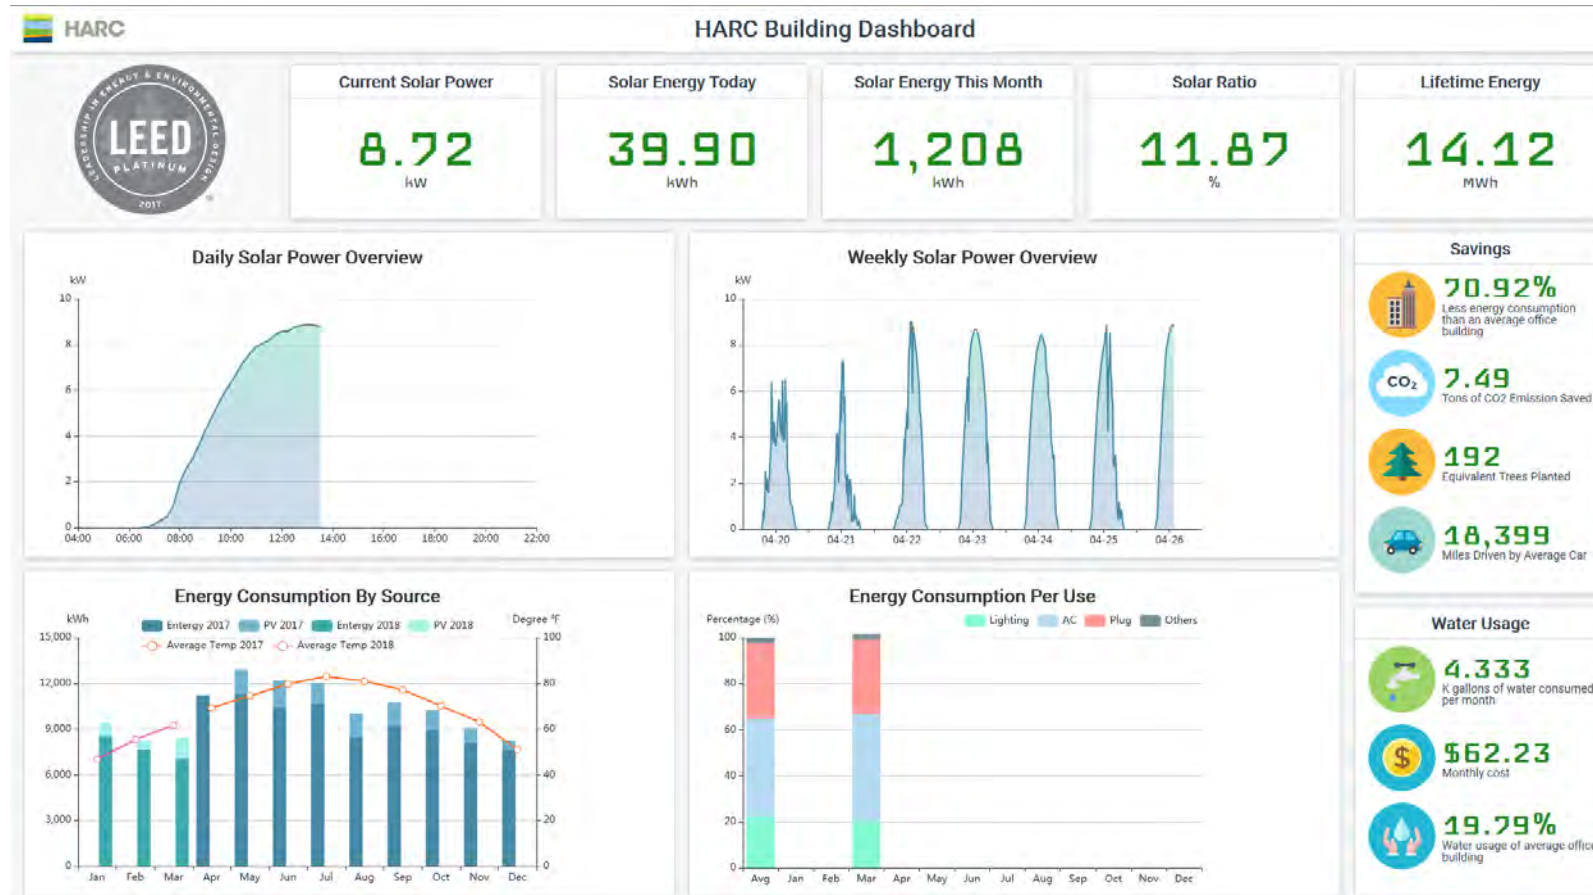 HARC
HARC Building Dashboard
LEADERSHIP IN ENERGY & ENVIRONMENTAL DESIGN
LEED
PLATINUM
2017
Current Solar Power
8.72
kW
Solar Energy Today
39.90
kWh
Solar Energy This Month
1,208
kWh
Solar Ratio
11.87
%
Lifetime Energy
14.12
MWh
Daily Solar Power Overview
kW
10
8
6
4
2
0
04:00 06:00 08:00 10:00 12:00 14:00 16:00 18:00 20:00 22:00
Weekly Solar Power Overview
kW
10
8
6
4
2
0
04-20 04-21 04-22 04-23 04-24 04-25 04-26
Savings
70.92%
Less energy consumption
than an average office
building
CO2
7.49
Tons of CO2 Emission Saved
192
Equivalent Trees Planted
18,399
Miles Driven by Average Car
Energy Consumption By Source
kWh
Degree °F
Entergy 2017 PV 2017 Entergy 2018 PV 2018
Average Temp 2017 Average Temp 2018
15,000
12,000
9,000
6,000
3,000
0
100
80
60
40
20
0
Jan Feb Mar Apr May Jun Jul Aug Sep Oct Nov Dec
Energy Consumption Per Use
Percentage (%)
Lighting AC Plug Others
100
80
60
40
20
0
Avg Jan Feb Mar Apr May Jun Jul Aug Sep Oct Nov Dec
Water Usage
4.333
K gallons of water consumed
per month
$
$62.23
Monthly cost
19.79%
Water usage of average office
building